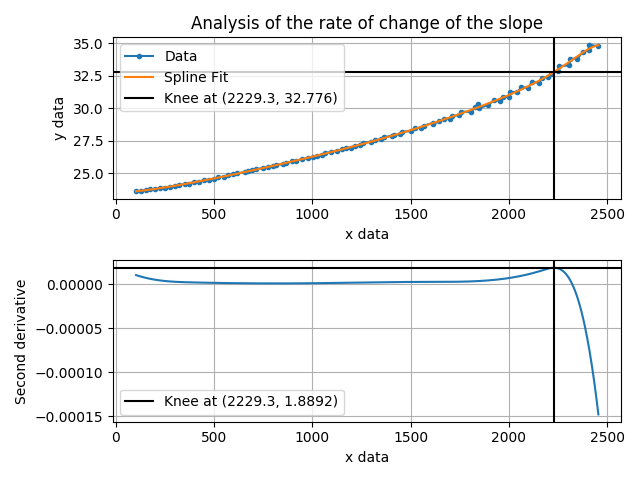 Analysis of the rate of change of the slope
35.0
32.5
30.0
27.5
25.0
y data
Data
Spline Fit
Knee at (2229.3, 32.776)
0 500 1000 1500 2000 2500
x data
0.00000
−0.00005
−0.00010
−0.00015
Second derivative
Knee at (2229.3, 1.8892)
0 500 1000 1500 2000 2500
x data